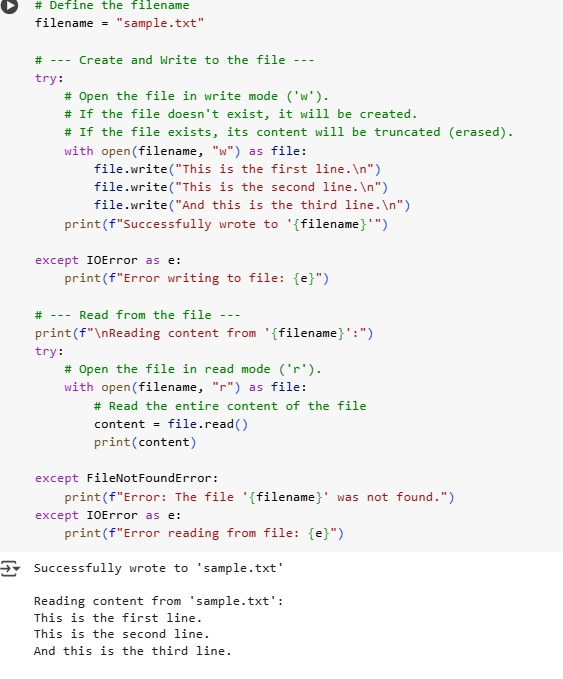 # Define the filename
filename = "sample.txt"
# --- Create and Write to the file ---
try:
    # Open the file in write mode ('w').
    # If the file doesn't exist, it will be created.
    # If the file exists, its content will be truncated (erased).
    with open(filename, "w") as file:
        file.write("This is the first line.\n")
        file.write("This is the second line.\n")
        file.write("And this is the third line.\n")
    print(f"Successfully wrote to '{filename}'")
except IOError as e:
    print(f"Error writing to file: {e}")
# --- Read from the file ---
print(f"\nReading content from '{filename}':")
try:
    # Open the file in read mode ('r').
    with open(filename, "r") as file:
        # Read the entire content of the file
        content = file.read()
        print(content)
except FileNotFoundError:
    print(f"Error: The file '{filename}' was not found.")
except IOError as e:
    print(f"Error reading from file: {e}")
Successfully wrote to 'sample.txt'
Reading content from 'sample.txt':
This is the first line.
This is the second line.
And this is the third line.